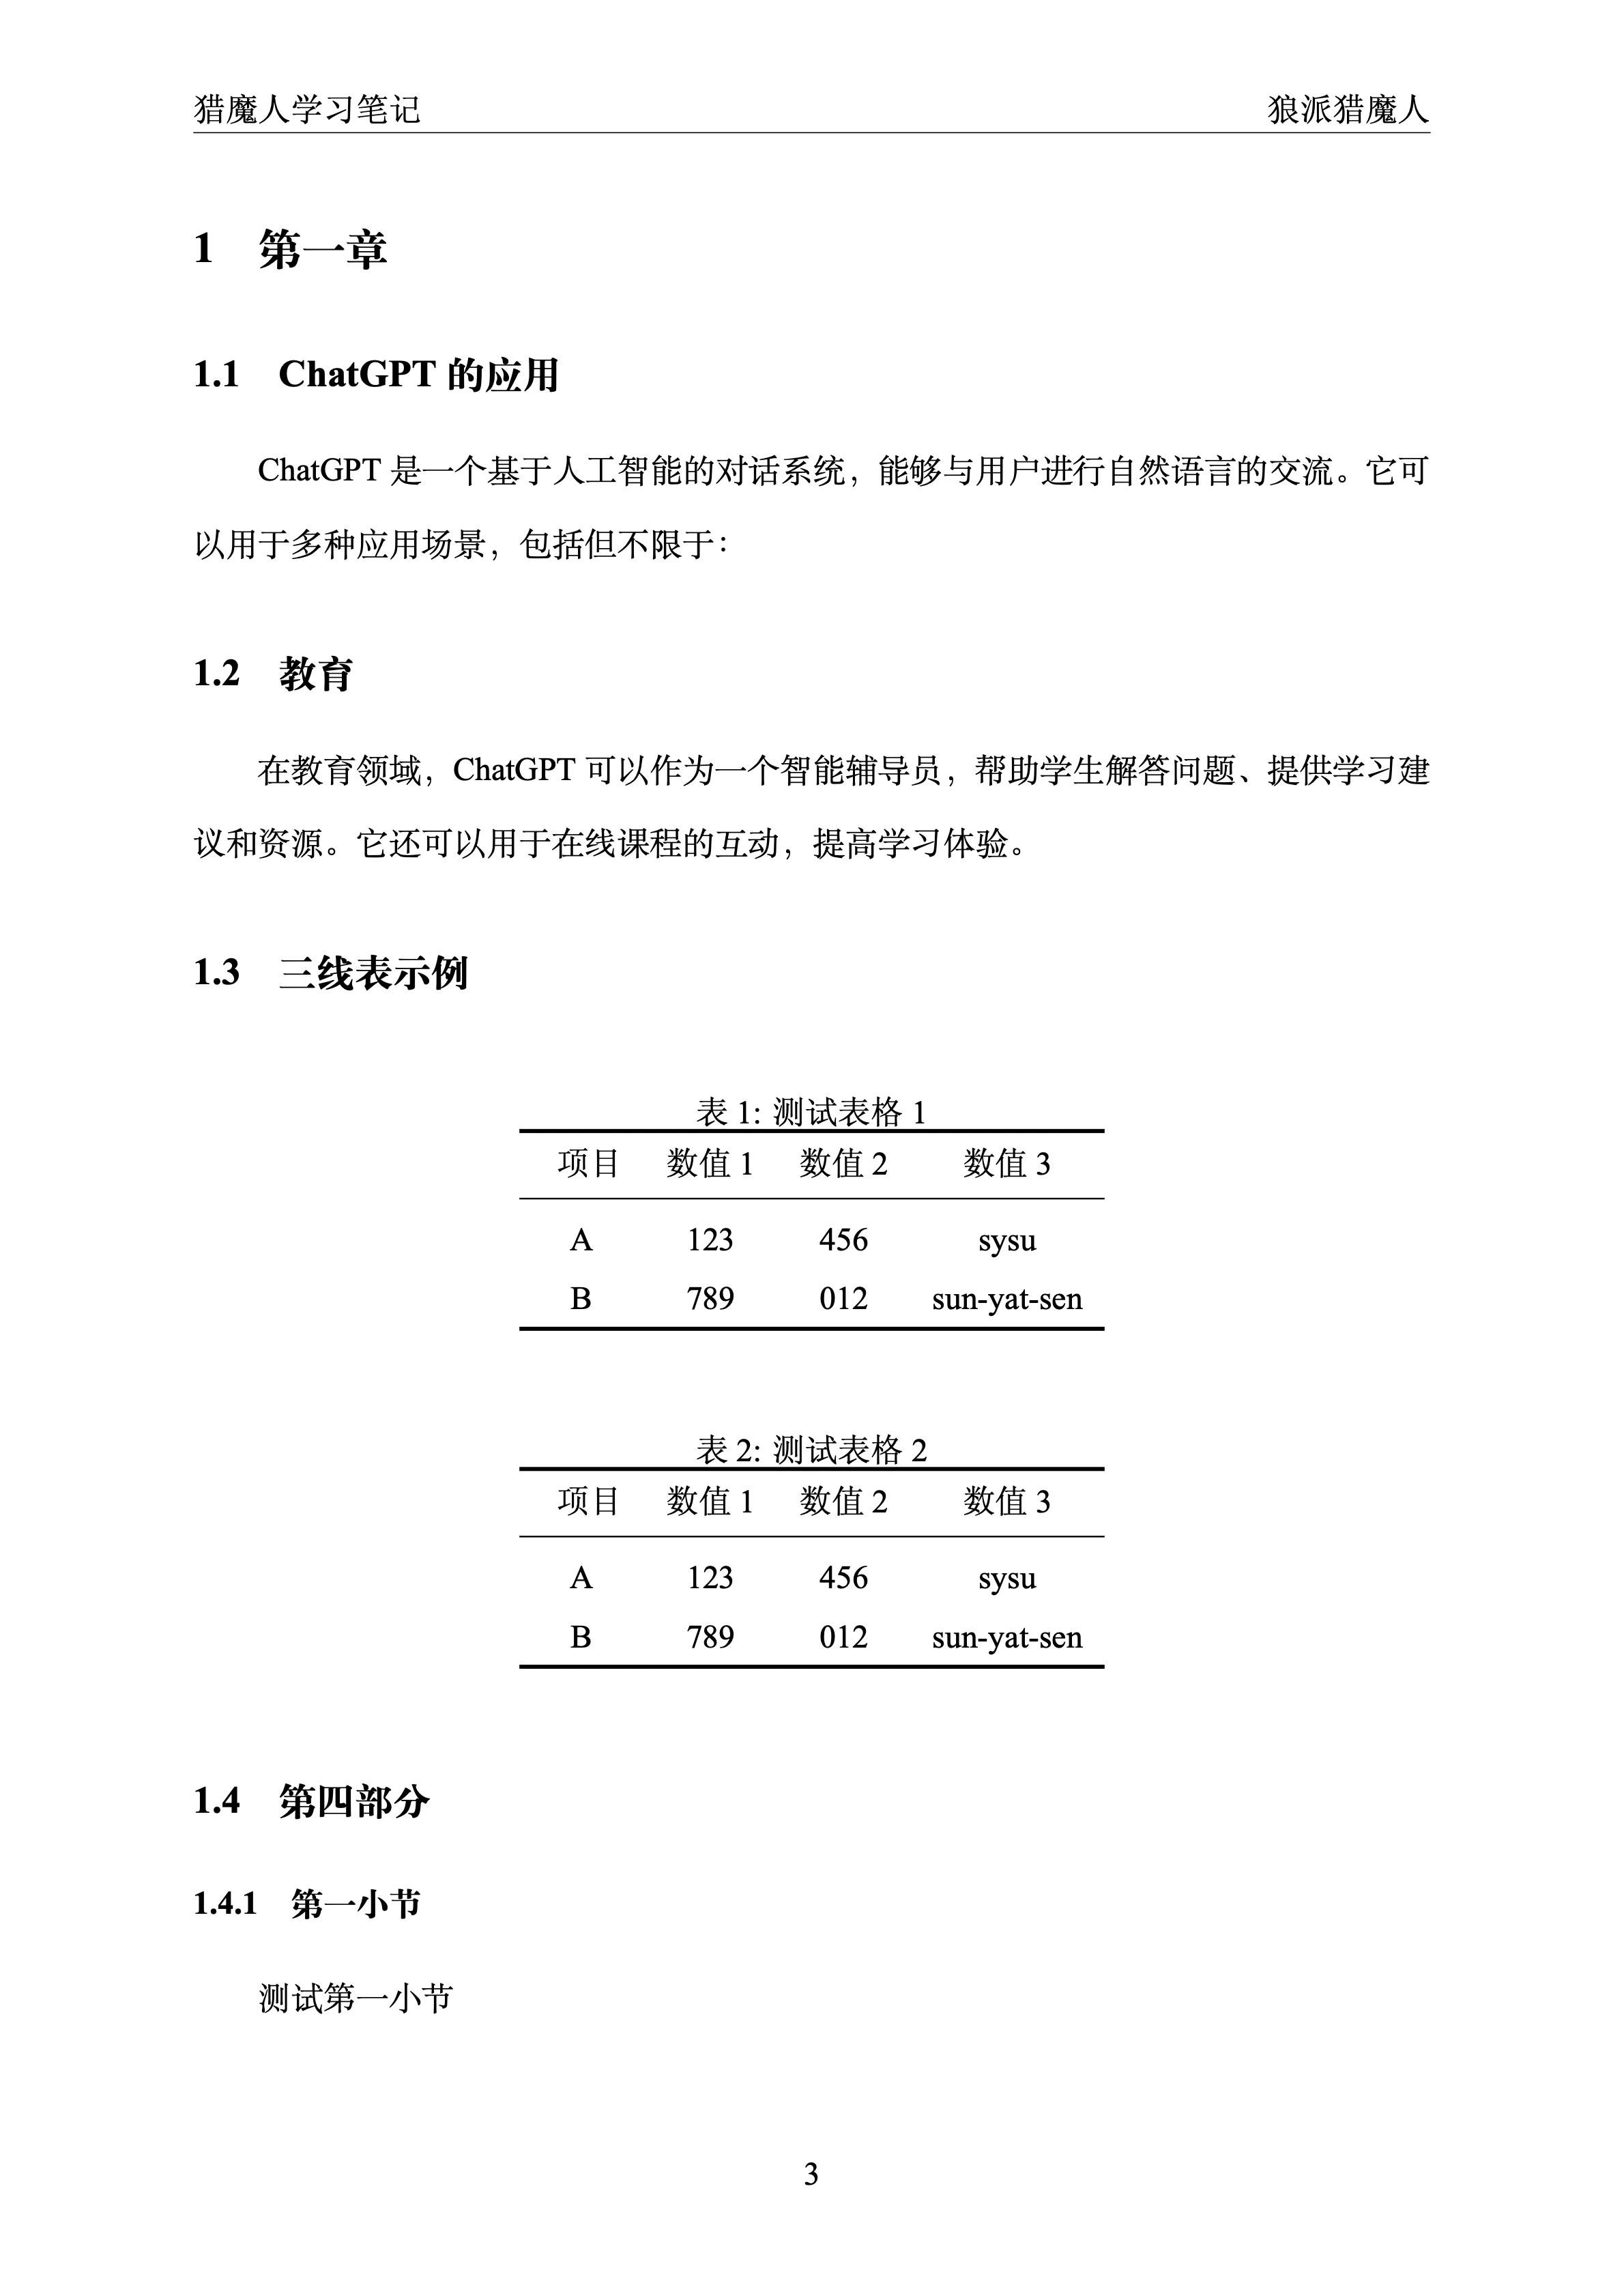 猎魔人学习笔记 狼派猎魔人
1 第一章
1.1 ChatGPT 的应用
ChatGPT 是一个基于人工智能的对话系统，能够与用户进行自然语言的交流。它可
以用于多种应用场景，包括但不限于：
1.2 教育
在教育领域，ChatGPT 可以作为一个智能辅导员，帮助学生解答问题、提供学习建
议和资源。它还可以用于在线课程的互动，提高学习体验。
1.3 三线表示例
表 1: 测试表格 1
项目 数值 1 数值 2 数值 3
A 123 456 sysu
B 789 012 sun-yat-sen
表 2: 测试表格 2
项目 数值 1 数值 2 数值 3
A 123 456 sysu
B 789 012 sun-yat-sen
1.4 第四部分
1.4.1 第一小节
测试第一小节
3